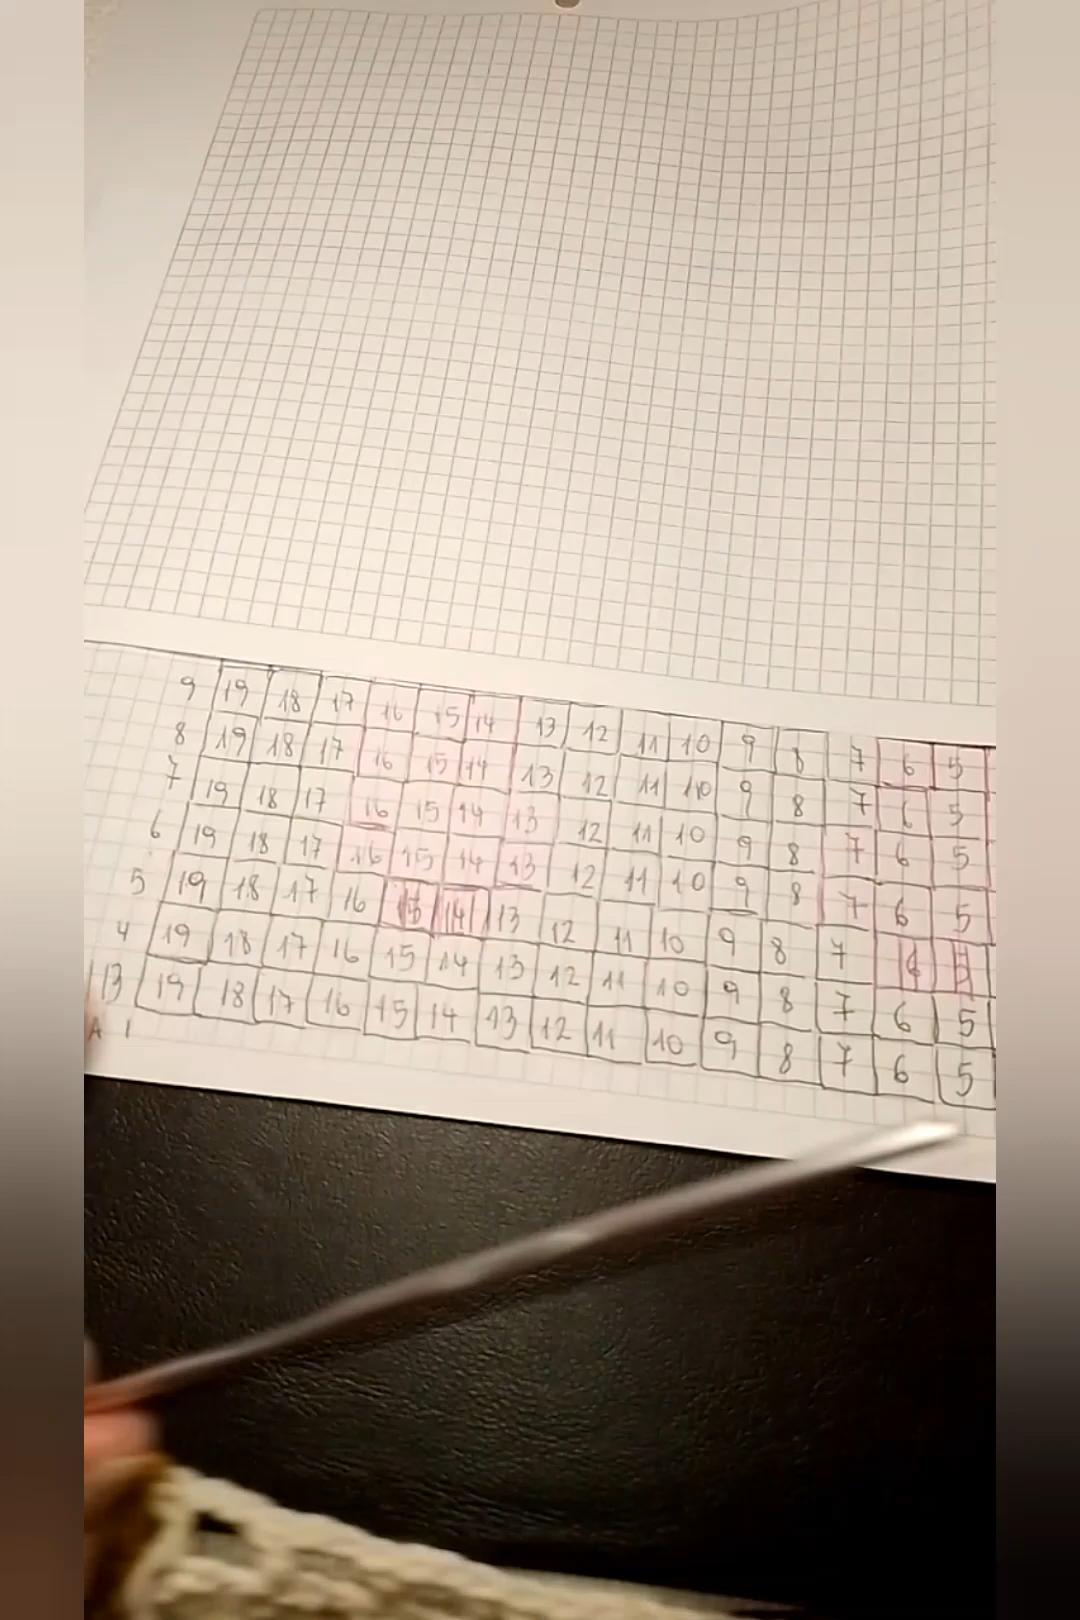 9 19 18 17 16 15 14 13 12 11 10 9 8 7 6 5
8 19 18 17 16 15 14 13 12 11 10 9 8 7 6 5
7 19 18 17 16 15 14 13 12 11 10 9 8 7 6 5
6 19 18 17 16 15 14 13 12 11 10 9 8 7 6 5
5 19 18 17 16 15 14 13 12 11 10 9 8 7 6 5
4 19 18 17 16 15 14 13 12 11 10 9 8 7 6 5
13 19 18 17 16 15 14 13 12 11 10 9 8 7 6 5
A 1